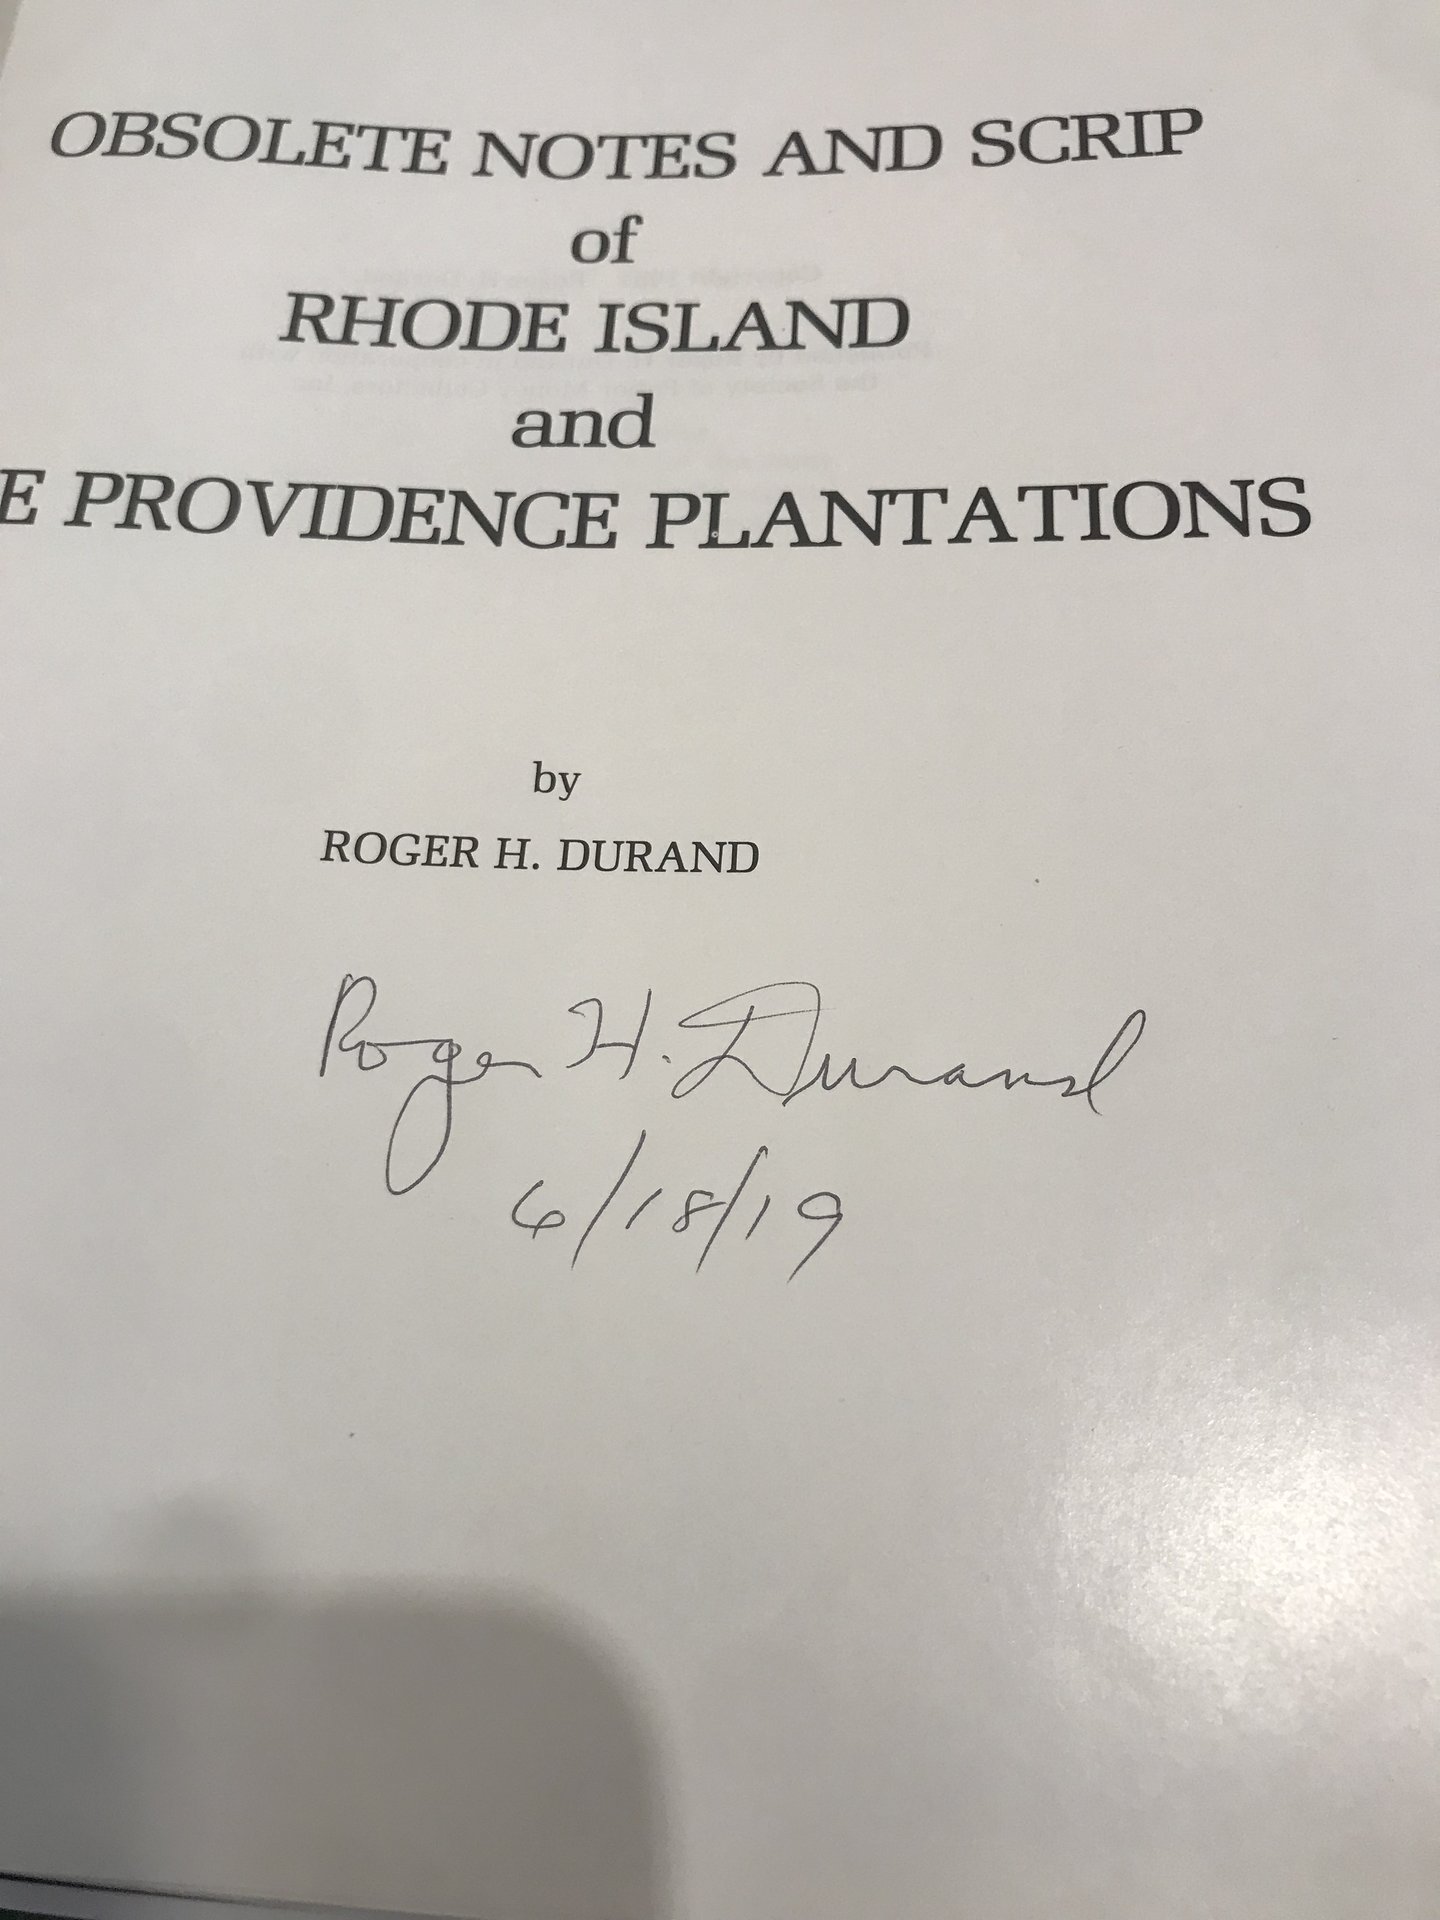 OBSOLETE NOTES AND SCRIP
of
RHODE ISLAND
and
E PROVIDENCE PLANTATIONS
by
ROGER H. DURAND
Roger H. Durand
6/18/19